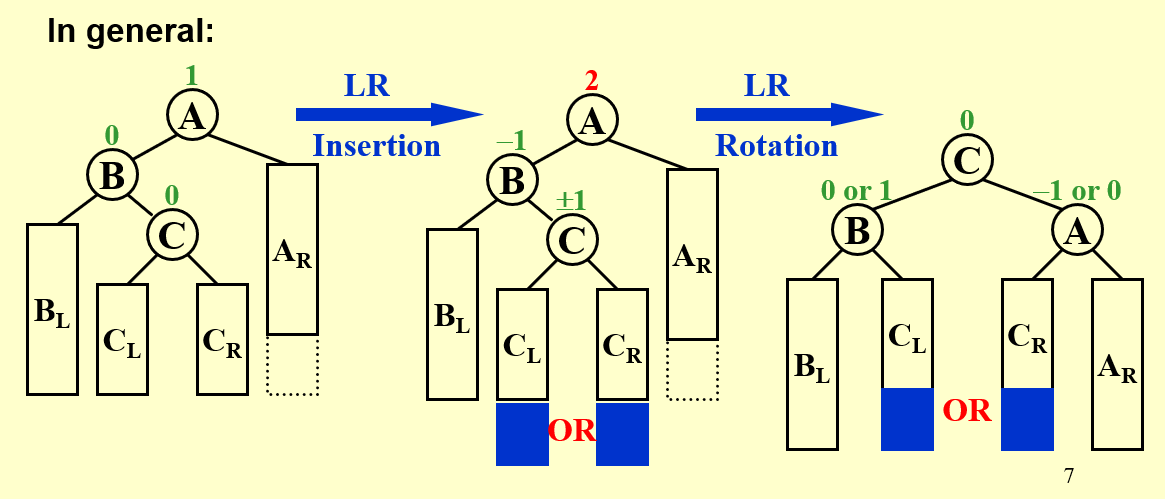 In general:
1
A
0
B
0
C
B_L
C_L
C_R
A_R
LR
Insertion
2
A
–1
B
±1
C
B_L
C_L
C_R
A_R
OR
LR
Rotation
0
C
0 or 1
B
–1 or 0
A
B_L
C_L
C_R
A_R
OR
7